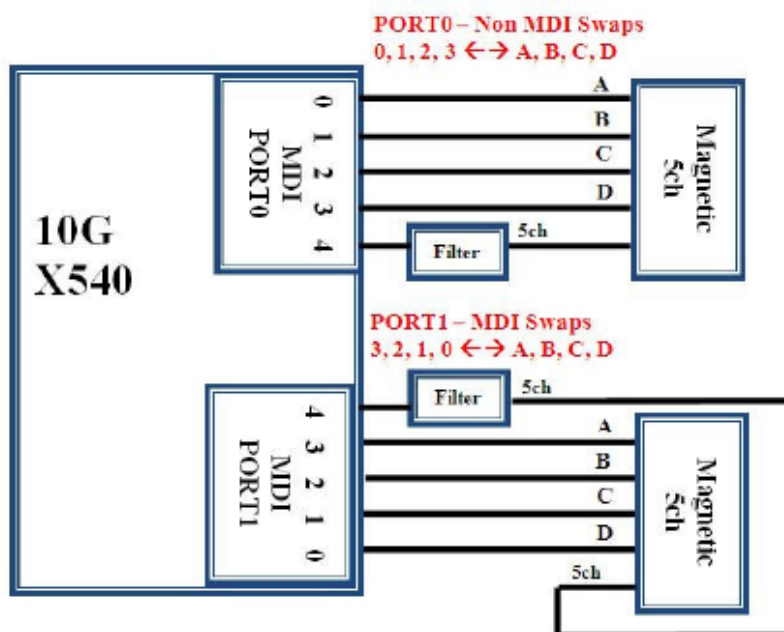 PORT0 – Non MDI Swaps
0, 1, 2, 3 ←→ A, B, C, D
10G
X540
MDI
PORT0
0
1
2
3
4
A
B
C
D
5ch
Filter
Magnetic
5ch
PORT1 – MDI Swaps
3, 2, 1, 0 ←→ A, B, C, D
MDI
PORT1
4
3
2
1
0
Filter
5ch
A
B
C
D
5ch
Magnetic
5ch